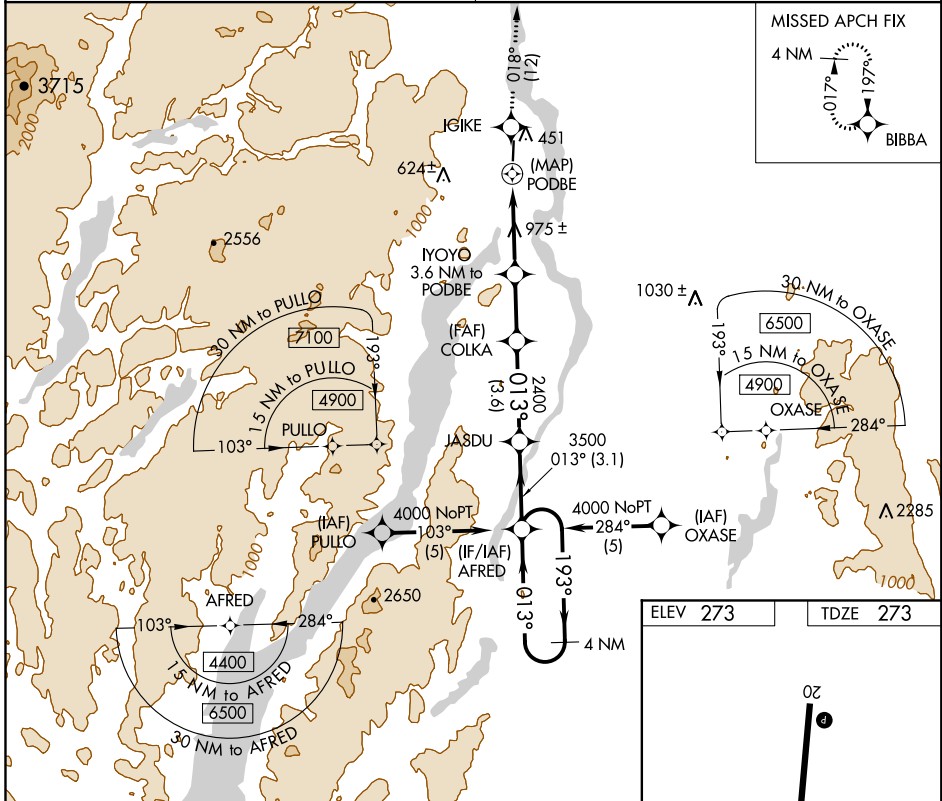 MISSED APCH FIX
4 NM
017°
197°
BIBBA
018°
(12)
3715
2000
IGIKE
451
(MAP)
PODBE
624±
1000
975 ±
2556
IYOYO
3.6 NM to
PODBE
(FAF)
COLKA
2400
013°
(3.6)
JASDU
3500
013° (3.1)
30 NM to PULLO
7100
193°
15 NM to PULLO
4900
PULLO
103°
1030 ±
30 NM to OXASE
6500
193°
15 NM to OXASE
4900
OXASE
284°
(IAF)
PULLO
4000 NoPT
103°
(5)
(IF/IAF)
AFRED
4000 NoPT
284°
(5)
(IAF)
OXASE
2285
1000
1000
193°
013°
4 NM
2650
AFRED
103°
284°
4400
15 NM to AFRED
6500
30 NM to AFRED
ELEV 273
TDZE 273
20
P